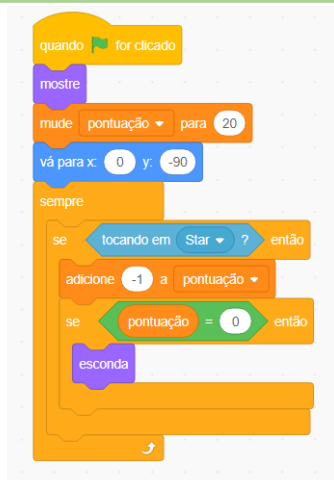 quando for clicado
mostre
mude pontuação para 20
vá para x: 0 y: -90
sempre
se tocando em Star ? então
adicione -1 a pontuação
se pontuação = 0 então
esconda